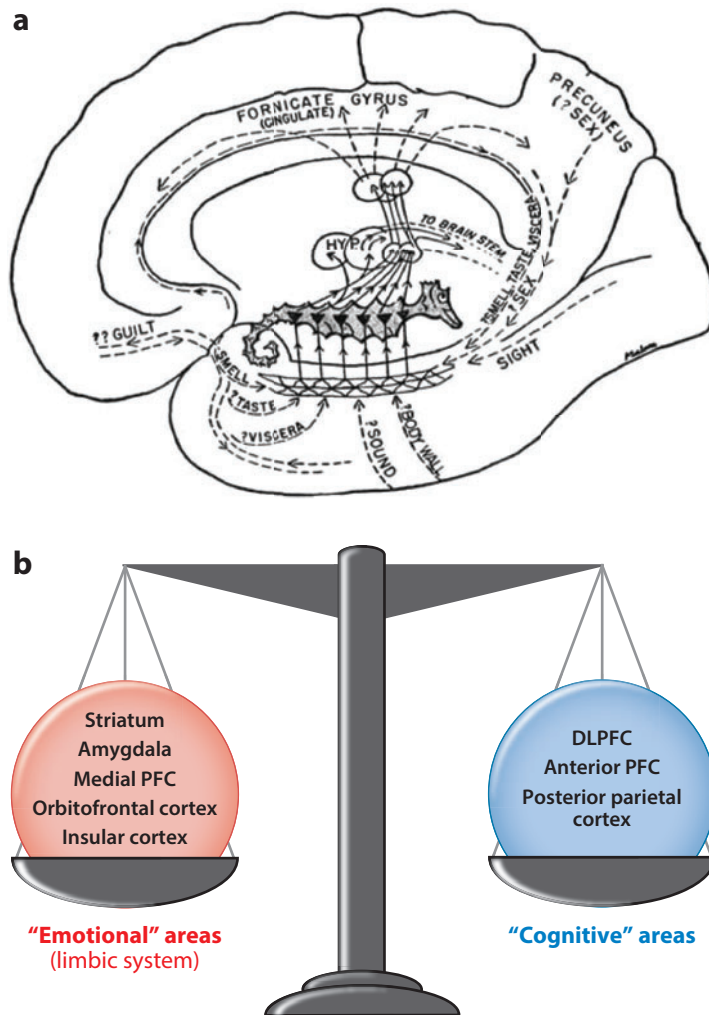 a
FORNICATE GYRUS
(CINGULATE)
PRECUNEUS
(? SEX)
HYP.
TO BRAIN STEM
?SMELL, TASTE, VISCERA
? SEX
SIGHT
?? GUILT
SMELL
? TASTE
? VISCERA
? SOUND
? BODY WALL
b
Striatum
Amygdala
Medial PFC
Orbitofrontal cortex
Insular cortex
DLPFC
Anterior PFC
Posterior parietal
cortex
“Emotional” areas
(limbic system)
“Cognitive” areas